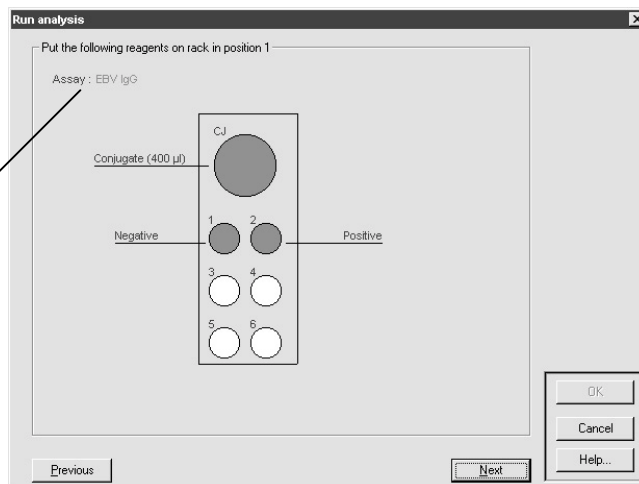 Run analysis
Put the following reagents on rack in position 1
Assay : EBV IgG
CJ
Conjugate (400 µl)
1 2
Negative Positive
3 4
5 6
OK
Cancel
Help...
Previous Next